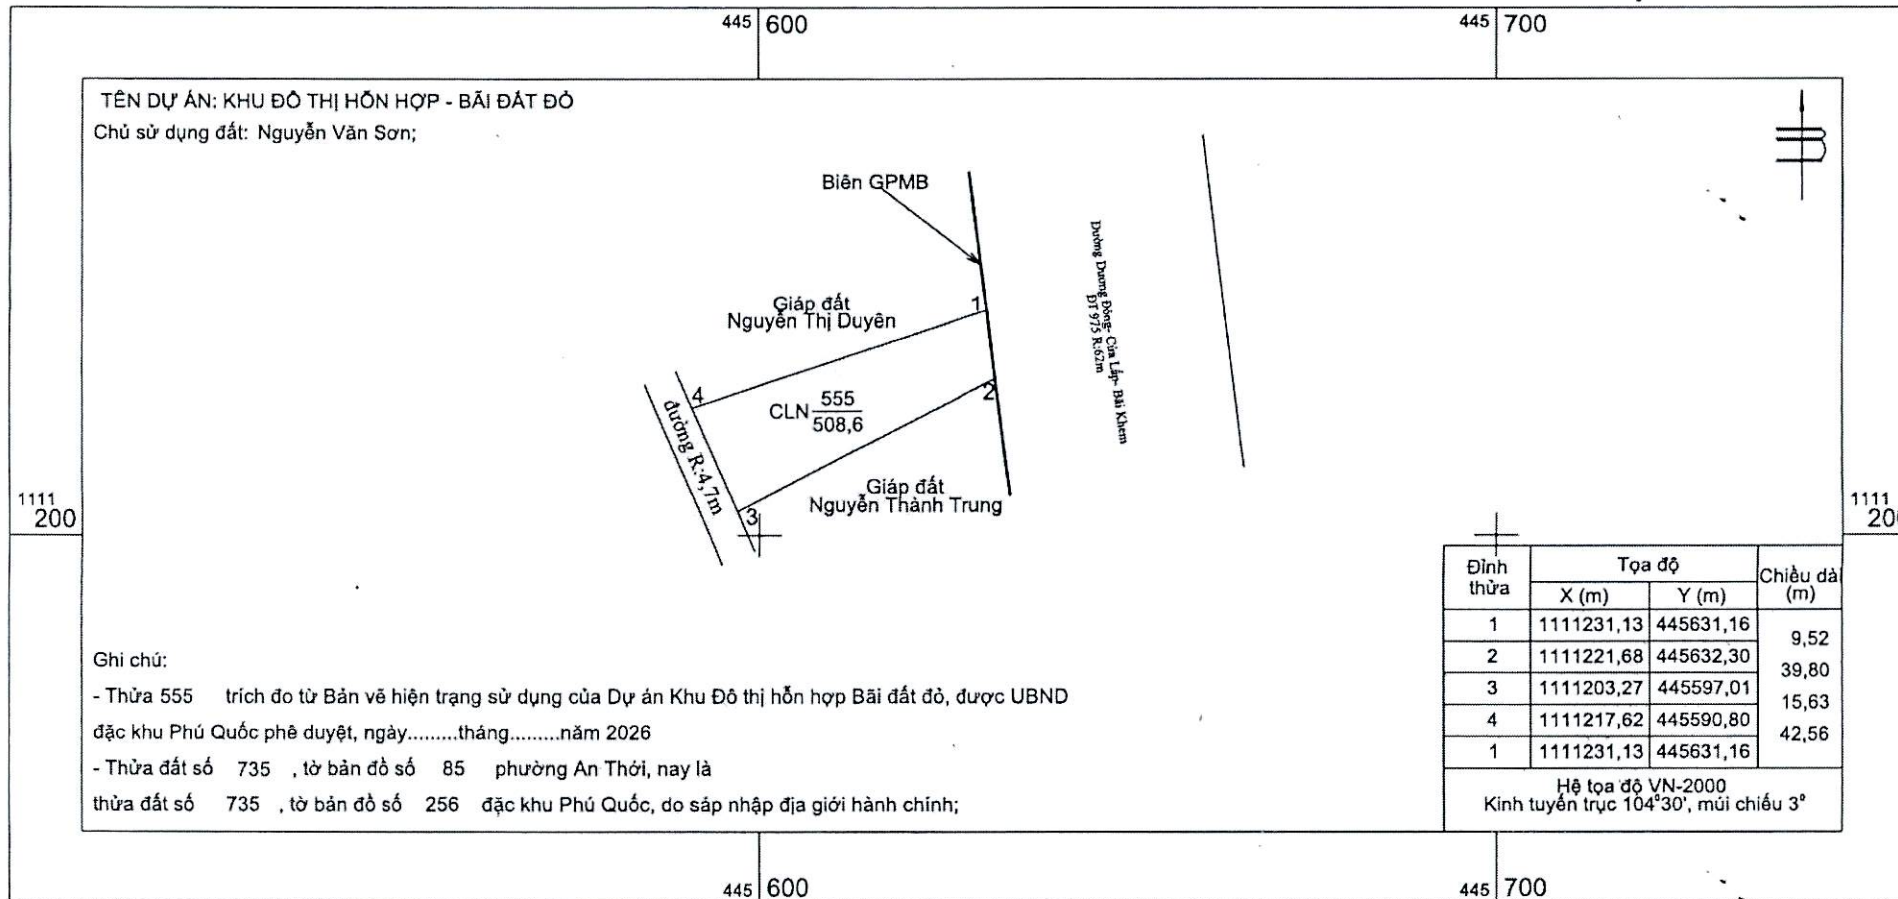 445 600
445 700
TÊN DỰ ÁN: KHU ĐÔ THỊ HỖN HỢP - BÃI ĐẤT ĐỎ
Chủ sử dụng đất: Nguyễn Văn Sơn;
Biên GPMB
Đường Dương Đông- Cửa Lấp- Bãi Khem
ĐT 975 R:62m
Giáp đất
Nguyễn Thị Duyên
1
2
4
CLN 555
508,6
đường R:4,7m
Giáp đất
Nguyễn Thành Trung
3
1111
200
1111
200
Đỉnh thửa Tọa độ Chiều dài (m)
X (m) Y (m)
1 1111231,13 445631,16
9,52
2 1111221,68 445632,30
39,80
3 1111203,27 445597,01
15,63
4 1111217,62 445590,80
42,56
1 1111231,13 445631,16
Hệ tọa độ VN-2000
Kinh tuyến trục 104°30', múi chiếu 3°
Ghi chú:
- Thửa 555 trích đo từ Bản vẽ hiện trạng sử dụng của Dự án Khu Đô thị hỗn hợp Bãi đất đỏ, được UBND
đặc khu Phú Quốc phê duyệt, ngày.........tháng.........năm 2026
- Thửa đất số 735 , tờ bản đồ số 85 phường An Thới, nay là
thửa đất số 735 , tờ bản đồ số 256 đặc khu Phú Quốc, do sáp nhập địa giới hành chính;
445 600
445 700